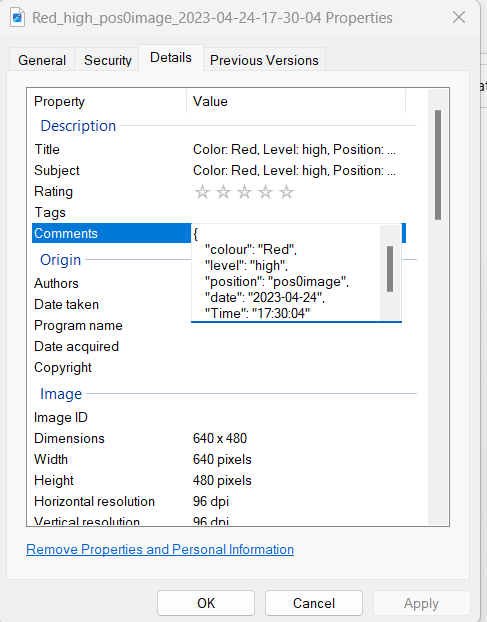 Red_high_pos0image_2023-04-24-17-30-04 Properties
General Security Details Previous Versions
Property Value
Description
Title Color: Red, Level: high, Position: ...
Subject Color: Red, Level: high, Position: ...
Rating
Tags
Comments {
"colour": "Red",
"level": "high",
"position": "pos0image",
"date": "2023-04-24",
"Time": "17:30:04"
Origin
Authors
Date taken
Program name
Date acquired
Copyright
Image
Image ID
Dimensions 640 x 480
Width 640 pixels
Height 480 pixels
Horizontal resolution 96 dpi
Vertical resolution 96 dpi
Remove Properties and Personal Information
OK Cancel Apply